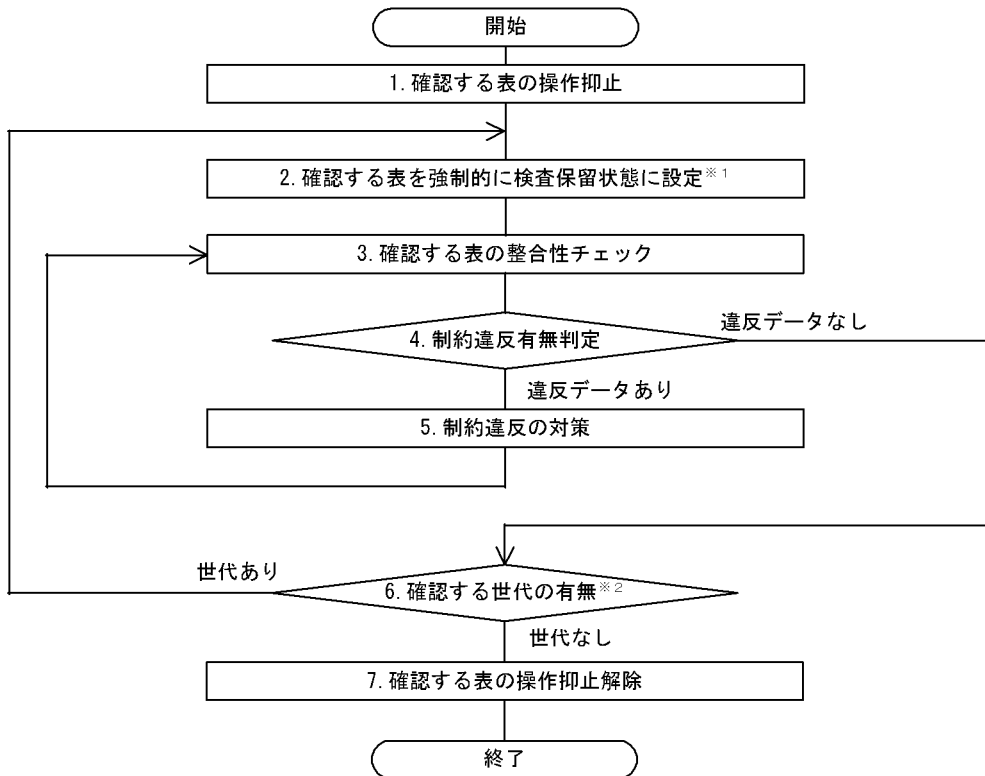 開始
1.確認する表の操作抑止
2.確認する表を強制的に検査保留状態に設定※1
3.確認する表の整合性チェック
4.制約違反有無判定
違反データなし
違反データあり
5.制約違反の対策
世代あり
6.確認する世代の有無※2
世代なし
7.確認する表の操作抑止解除
終了